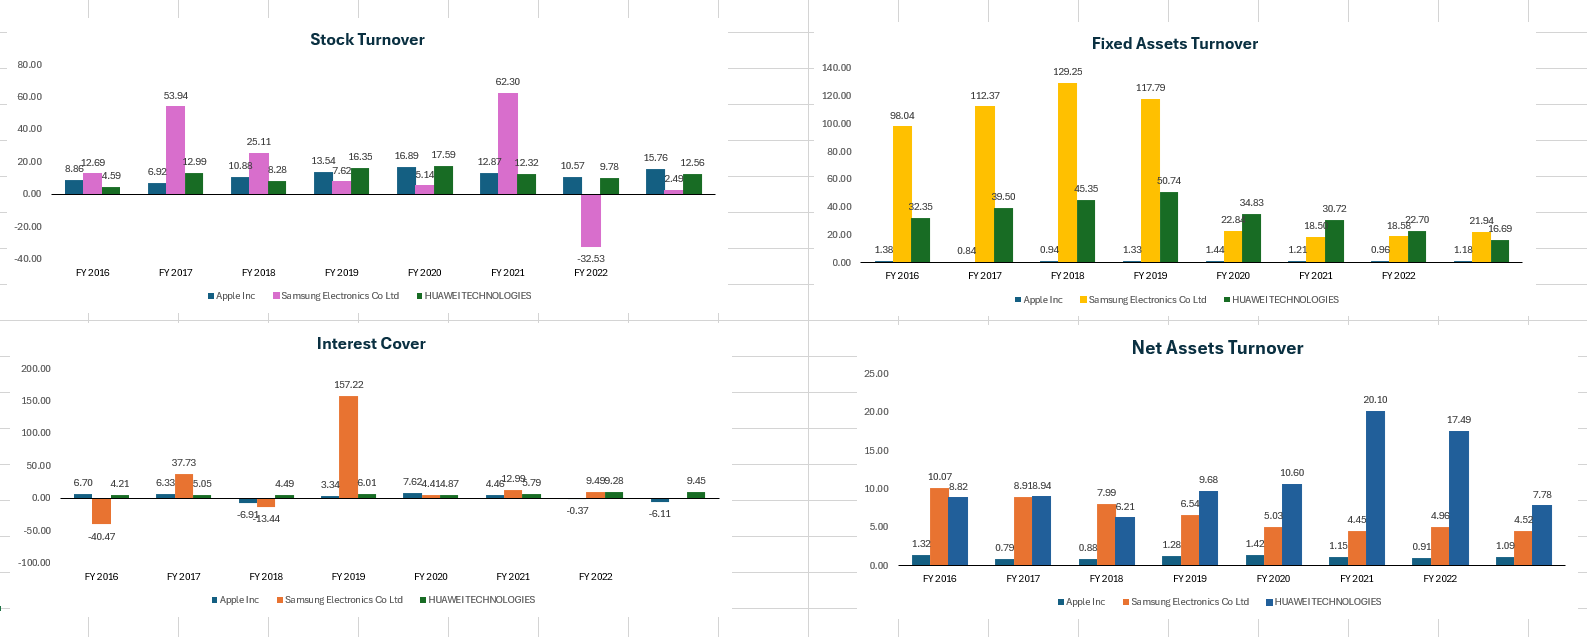 Stock Turnover
80.00
60.00
40.00
20.00
0.00
-20.00
-40.00
8.86 12.69 4.59
6.92 53.94 12.99
10.88 25.11 8.28
13.54 7.62 16.35
16.89 5.14 17.59
12.87 62.30 12.32
10.57 -32.53 9.78
15.76 2.49 12.56
FY 2016 FY 2017 FY 2018 FY 2019 FY 2020 FY 2021 FY 2022
Apple Inc Samsung Electronics Co Ltd HUAWEI TECHNOLOGIES
Fixed Assets Turnover
140.00
120.00
100.00
80.00
60.00
40.00
20.00
0.00
1.38 98.04 32.35
0.84 112.37 39.50
0.94 129.25 45.35
1.33 117.79 50.74
1.44 22.84 34.83
1.21 18.50 30.72
0.96 18.58 22.70
1.18 21.94 16.69
FY 2016 FY 2017 FY 2018 FY 2019 FY 2020 FY 2021 FY 2022
Apple Inc Samsung Electronics Co Ltd HUAWEI TECHNOLOGIES
Interest Cover
200.00
150.00
100.00
50.00
0.00
-50.00
-100.00
6.70 -40.47 4.21
6.33 37.73 5.05
-6.91 -13.44 4.49
3.34 157.22 6.01
7.62 4.41 4.87
4.46 12.99 5.79
-0.37 9.49 9.28
-6.11 9.45
FY 2016 FY 2017 FY 2018 FY 2019 FY 2020 FY 2021 FY 2022
Apple Inc Samsung Electronics Co Ltd HUAWEI TECHNOLOGIES
Net Assets Turnover
25.00
20.00
15.00
10.00
5.00
0.00
1.32 10.07 8.82
0.79 8.91 8.94
0.88 7.99 6.21
1.28 6.54 9.68
1.42 5.03 10.60
1.15 4.45 20.10
0.91 4.96 17.49
1.09 4.52 7.78
FY 2016 FY 2017 FY 2018 FY 2019 FY 2020 FY 2021 FY 2022
Apple Inc Samsung Electronics Co Ltd HUAWEI TECHNOLOGIES